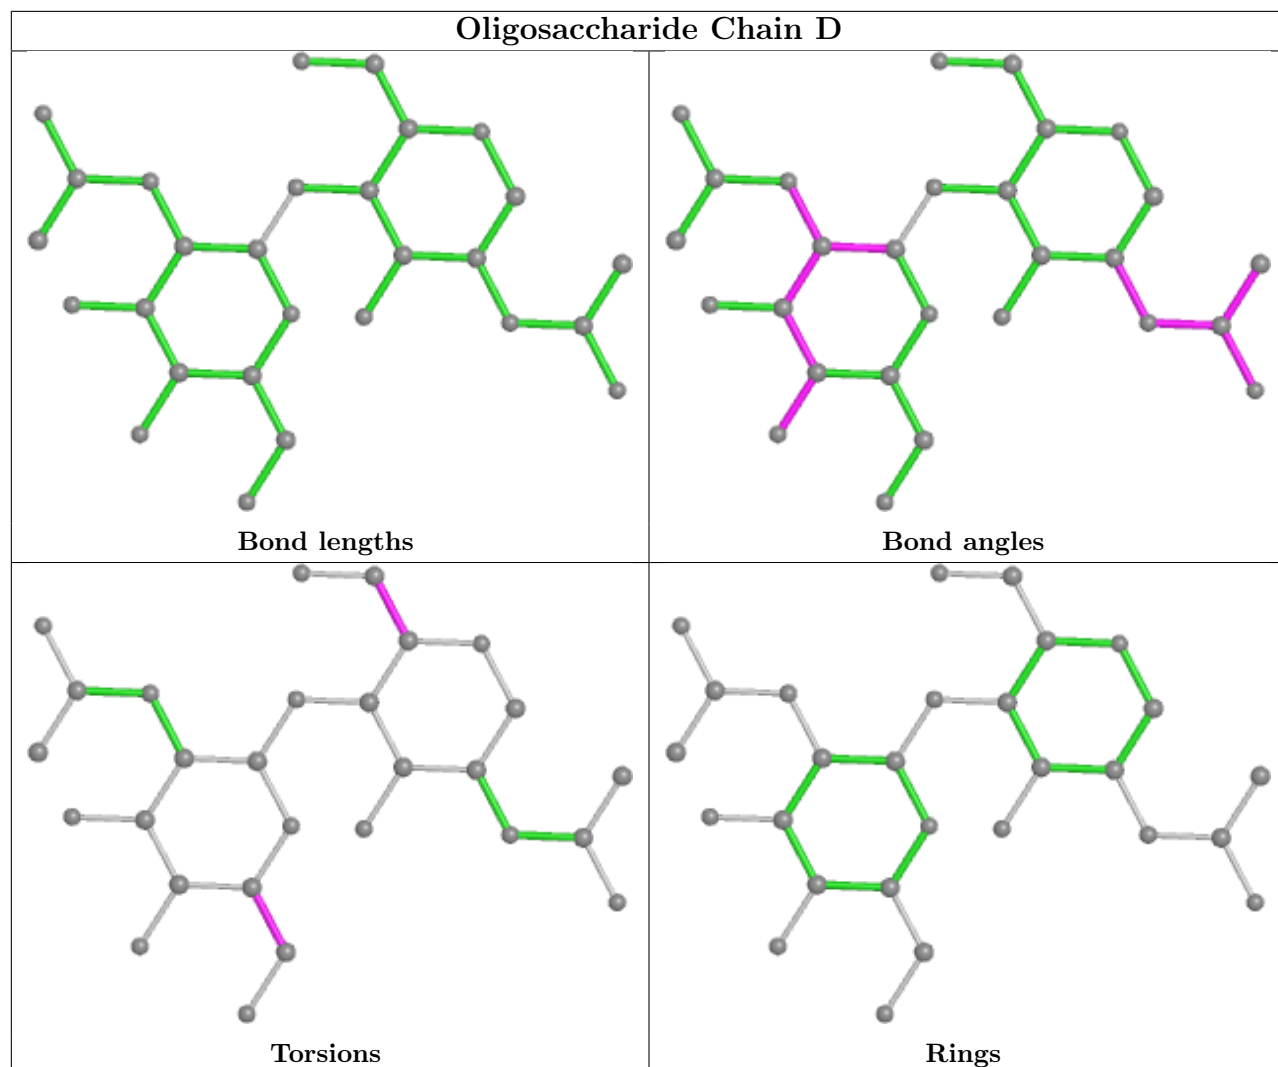 Oligosaccharide Chain D
Bond lengths
Bond angles
Torsions
Rings